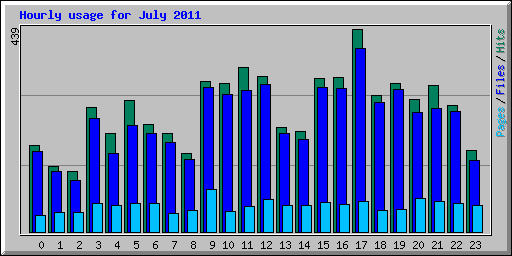 Hourly usage for July 2011
439
Pages/Files/Hits
0 1 2 3 4 5 6 7 8 9 10 11 12 13 14 15 16 17 18 19 20 21 22 23